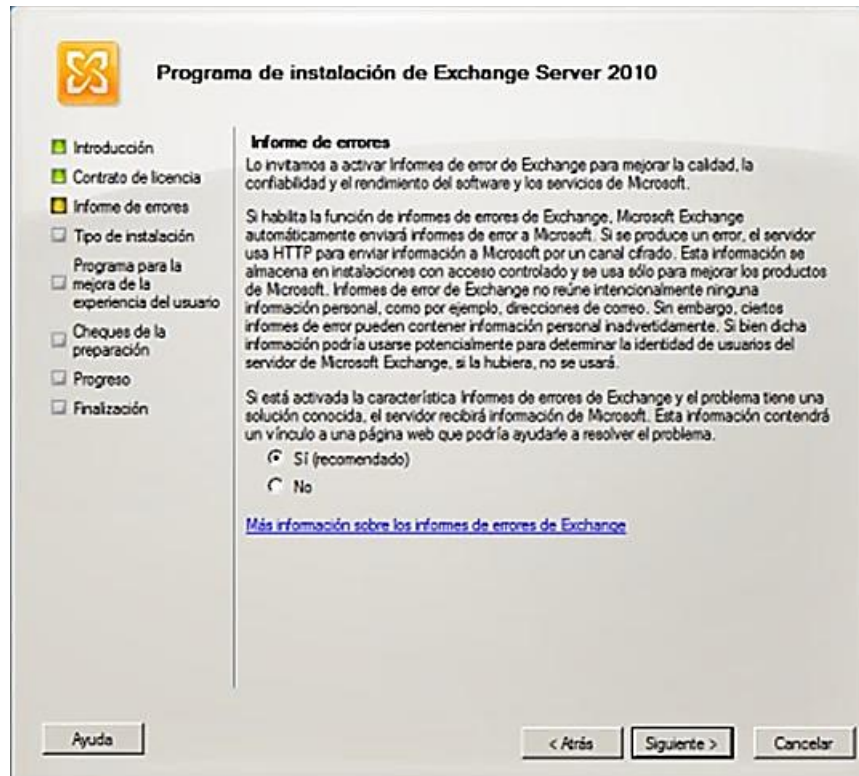 Programa de instalación de Exchange Server 2010
Introducción
Contrato de licencia
Informe de errores
Tipo de instalación
Programa para la
mejora de la
experiencia del usuario
Cheques de la
preparación
Progreso
Finalización
Informe de errores
Lo invitamos a activar Informes de error de Exchange para mejorar la calidad, la
confiabilidad y el rendimiento del software y los servicios de Microsoft.
Si habilita la función de informes de errores de Exchange, Microsoft Exchange
automáticamente enviará informes de error a Microsoft. Si se produce un error, el servidor
usa HTTP para enviar información a Microsoft por un canal cifrado. Esta información se
almacena en instalaciones con acceso controlado y se usa sólo para mejorar los productos
de Microsoft. Informes de error de Exchange no reúne intencionalmente ninguna
información personal, como por ejemplo, direcciones de correo. Sin embargo, ciertos
informes de error pueden contener información personal inadvertidamente. Si bien dicha
información podría usarse potencialmente para determinar la identidad de usuarios del
servidor de Microsoft Exchange, si la hubiera, no se usará.
Si está activada la característica Informes de errores de Exchange y el problema tiene una
solución conocida, el servidor recibirá información de Microsoft. Esta información contendrá
un vínculo a una página web que podría ayudarle a resolver el problema.
Sí (recomendado)
No
Más información sobre los informes de errores de Exchange
Ayuda
< Atrás
Siguiente >
Cancelar